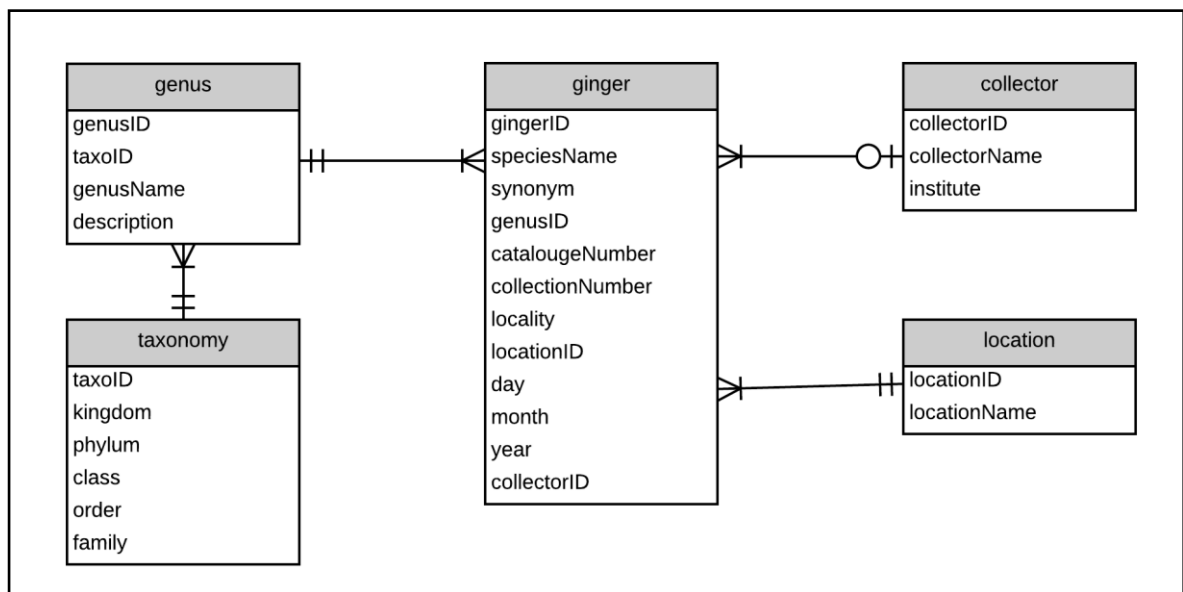 genus
genusID
taxoID
genusName
description
taxonomy
taxoID
kingdom
phylum
class
order
family
ginger
gingerID
speciesName
synonym
genusID
catalougeNumber
collectionNumber
locality
locationID
day
month
year
collectorID
collector
collectorID
collectorName
institute
location
locationID
locationName